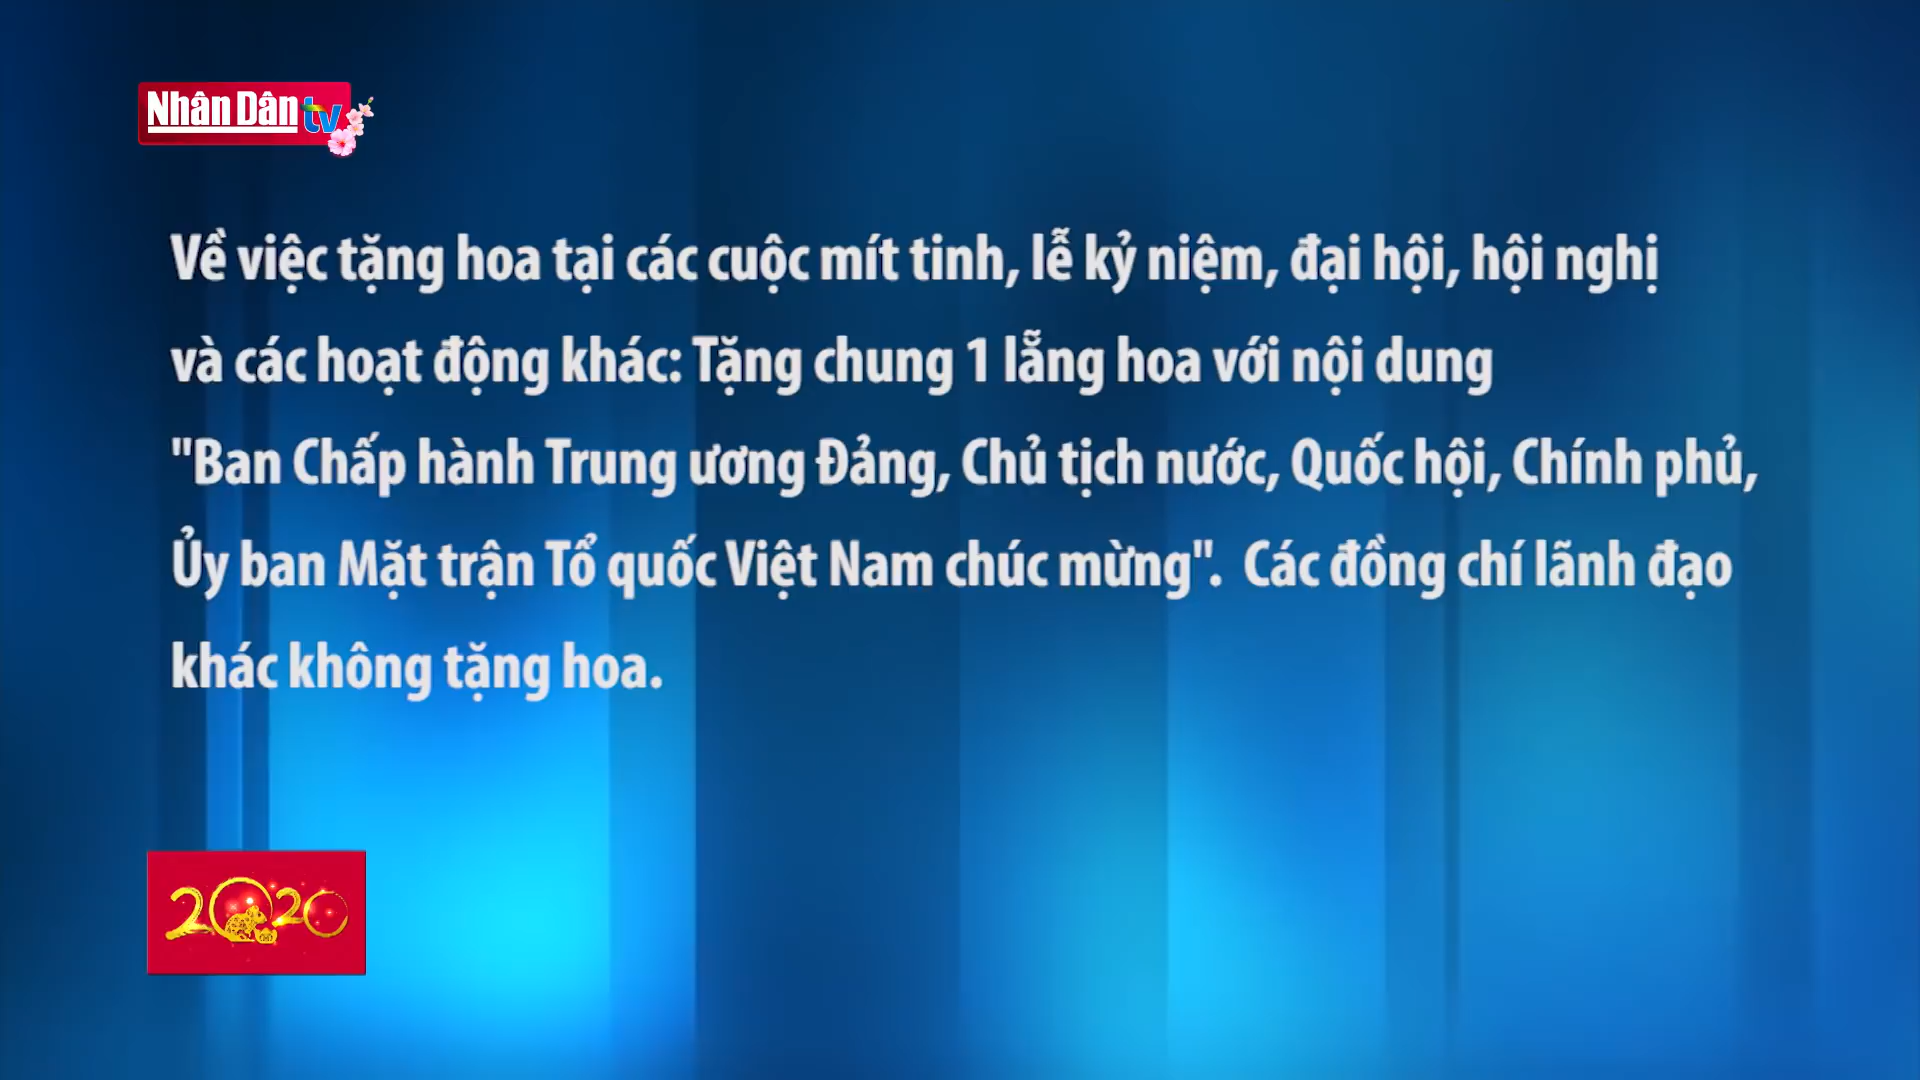 Nhân Dân tv
Về việc tặng hoa tại các cuộc mít tinh, lễ kỷ niệm, đại hội, hội nghị
và các hoạt động khác: Tặng chung 1 lẵng hoa với nội dung
"Ban Chấp hành Trung ương Đảng, Chủ tịch nước, Quốc hội, Chính phủ,
Ủy ban Mặt trận Tổ quốc Việt Nam chúc mừng". Các đồng chí lãnh đạo
khác không tặng hoa.
2020